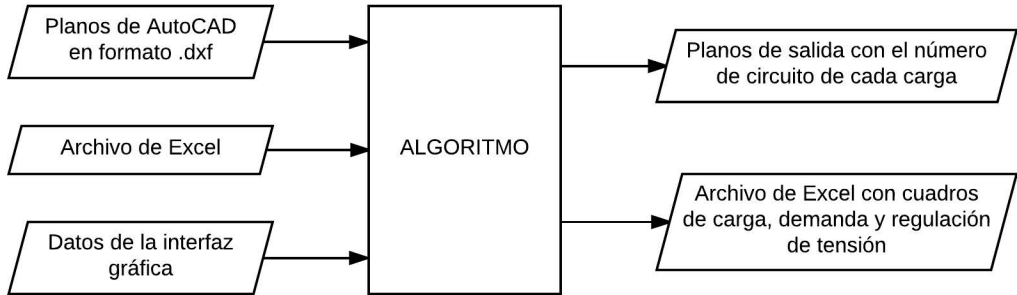 Planos de AutoCAD
en formato .dxf
Archivo de Excel
Datos de la interfaz
gráfica
ALGORITMO
Planos de salida con el número
de circuito de cada carga
Archivo de Excel con cuadros
de carga, demanda y regulación
de tensión